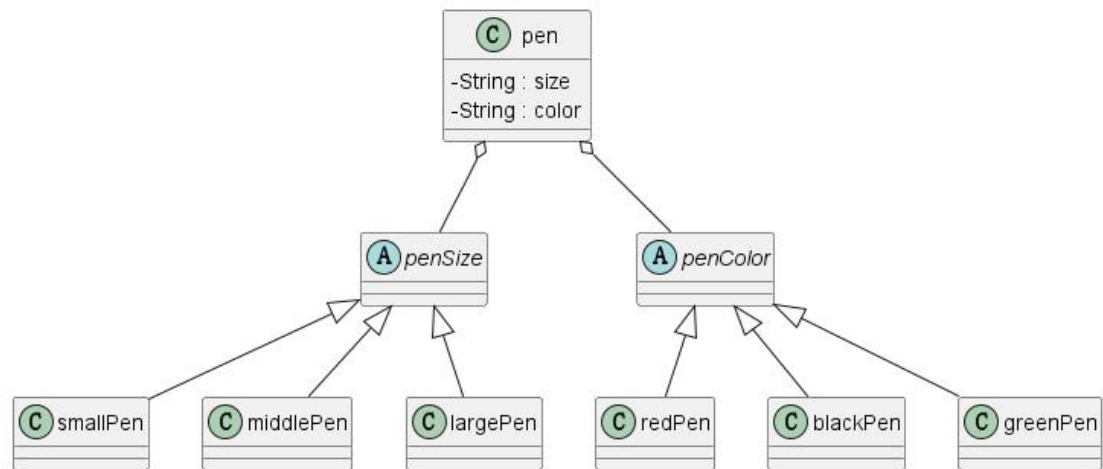 C pen
-String : size
-String : color
A penSize
A penColor
C smallPen
C middlePen
C largePen
C redPen
C blackPen
C greenPen